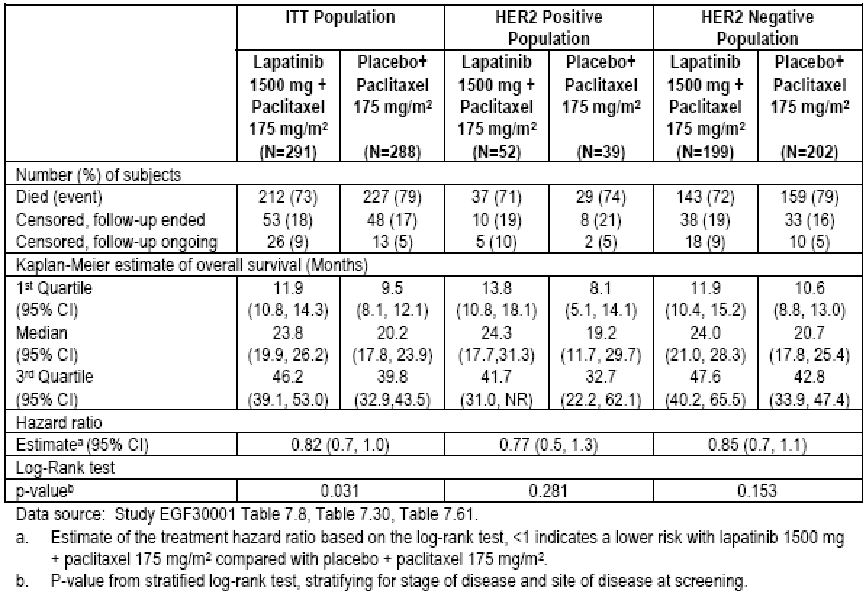 ITT Population HER2 Positive Population HER2 Negative Population
Lapatinib 1500 mg + Paclitaxel 175 mg/m² (N=291) Placebo+ Paclitaxel 175 mg/m² (N=288) Lapatinib 1500 mg + Paclitaxel 175 mg/m² (N=52) Placebo+ Paclitaxel 175 mg/m² (N=39) Lapatinib 1500 mg + Paclitaxel 175 mg/m² (N=199) Placebo+ Paclitaxel 175 mg/m² (N=202)
Number (%) of subjects
Died (event) 212 (73) 227 (79) 37 (71) 29 (74) 143 (72) 159 (79)
Censored, follow-up ended 53 (18) 48 (17) 10 (19) 8 (21) 38 (19) 33 (16)
Censored, follow-up ongoing 26 (9) 13 (5) 5 (10) 2 (5) 18 (9) 10 (5)
Kaplan-Meier estimate of overall survival (Months)
1st Quartile 11.9 9.5 13.8 8.1 11.9 10.6
(95% CI) (10.8, 14.3) (8.1, 12.1) (10.8, 18.1) (5.1, 14.1) (10.4, 15.2) (8.8, 13.0)
Median 23.8 20.2 24.3 19.2 24.0 20.7
(95% CI) (19.9, 26.2) (17.8, 23.9) (17.7,31.3) (11.7, 29.7) (21.0, 28.3) (17.8, 25.4)
3rd Quartile 46.2 39.8 41.7 32.7 47.6 42.8
(95% CI) (39.1, 53.0) (32.9,43.5) (31.0, NR) (22.2, 62.1) (40.2, 65.5) (33.9, 47.4)
Hazard ratio
Estimateᵃ (95% CI) 0.82 (0.7, 1.0) 0.77 (0.5, 1.3) 0.85 (0.7, 1.1)
Log-Rank test
p-valueᵇ 0.031 0.281 0.153
Data source: Study EGF30001 Table 7.8, Table 7.30, Table 7.61.
a. Estimate of the treatment hazard ratio based on the log-rank test, <1 indicates a lower risk with lapatinib 1500 mg
+ paclitaxel 175 mg/m² compared with placebo + paclitaxel 175 mg/m².
b. P-value from stratified log-rank test, stratifying for stage of disease and site of disease at screening.